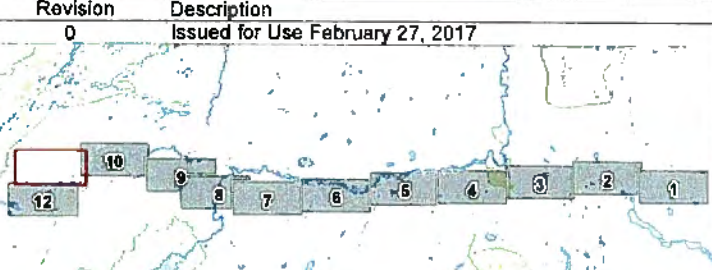 Revision Description
0 Issued for Use February 27, 2017
10
9
12 8 7 6 5 4 3 2 1